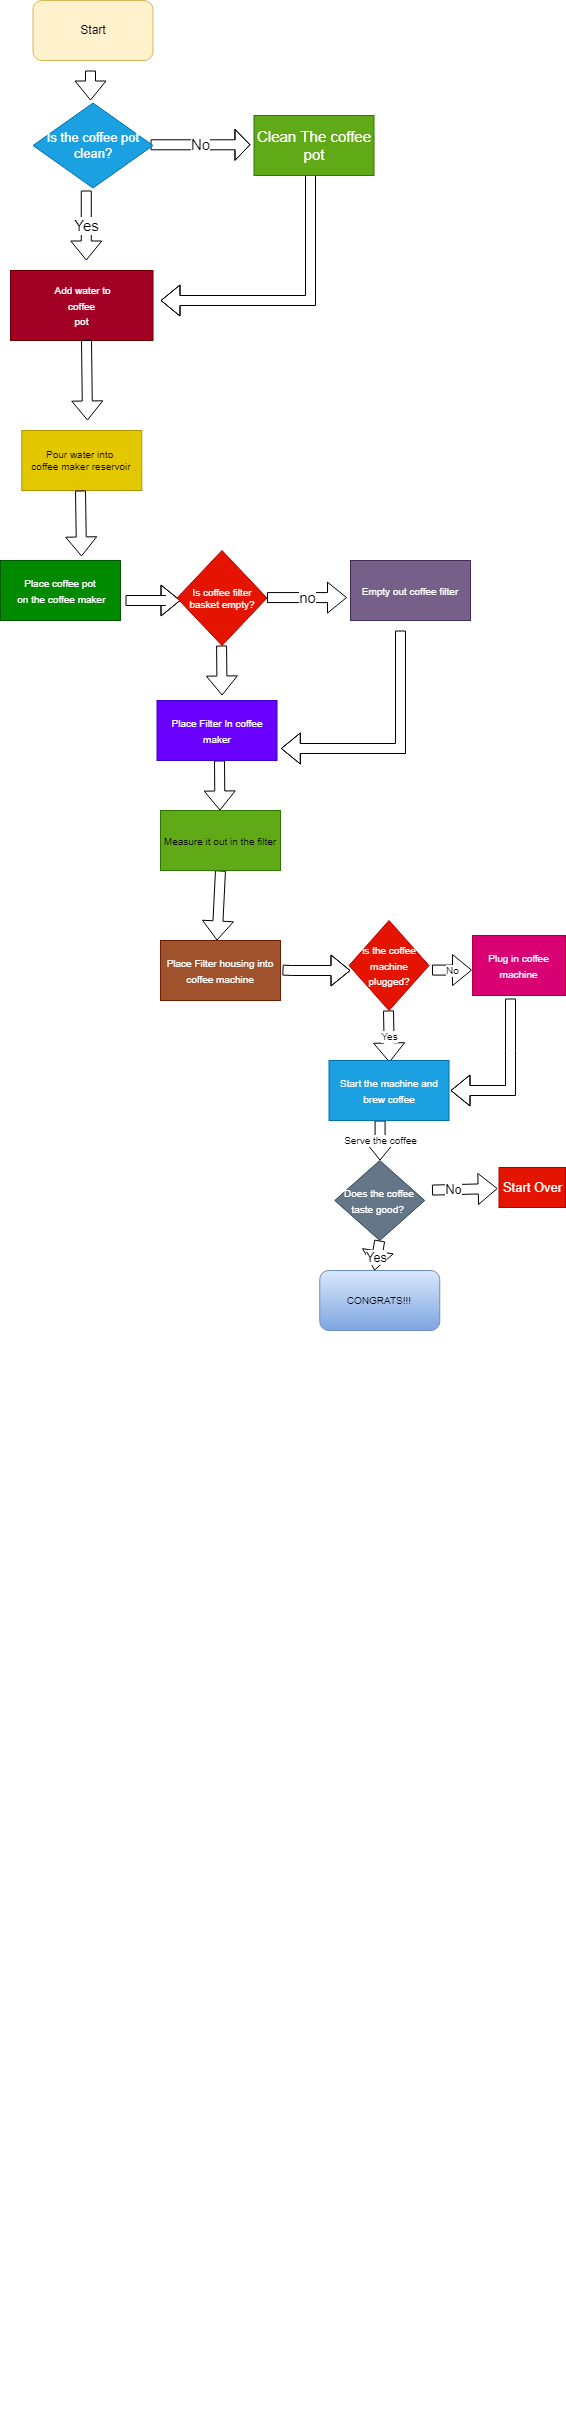 Start
Is the coffee pot
clean?
No
Clean The coffee
pot
Yes
Add water to
coffee
pot
Pour water into
coffee maker reservoir
Place coffee pot
on the coffee maker
Is coffee filter
basket empty?
no
Empty out coffee filter
Place Filter In coffee
maker
Measure it out in the filter
Place Filter housing into
coffee machine
is the coffee
machine
plugged?
No
Plug in coffee
machine
Yes
Start the machine and
brew coffee
Serve the coffee
Does the coffee
taste good?
No
Start Over
Yes
CONGRATS!!!